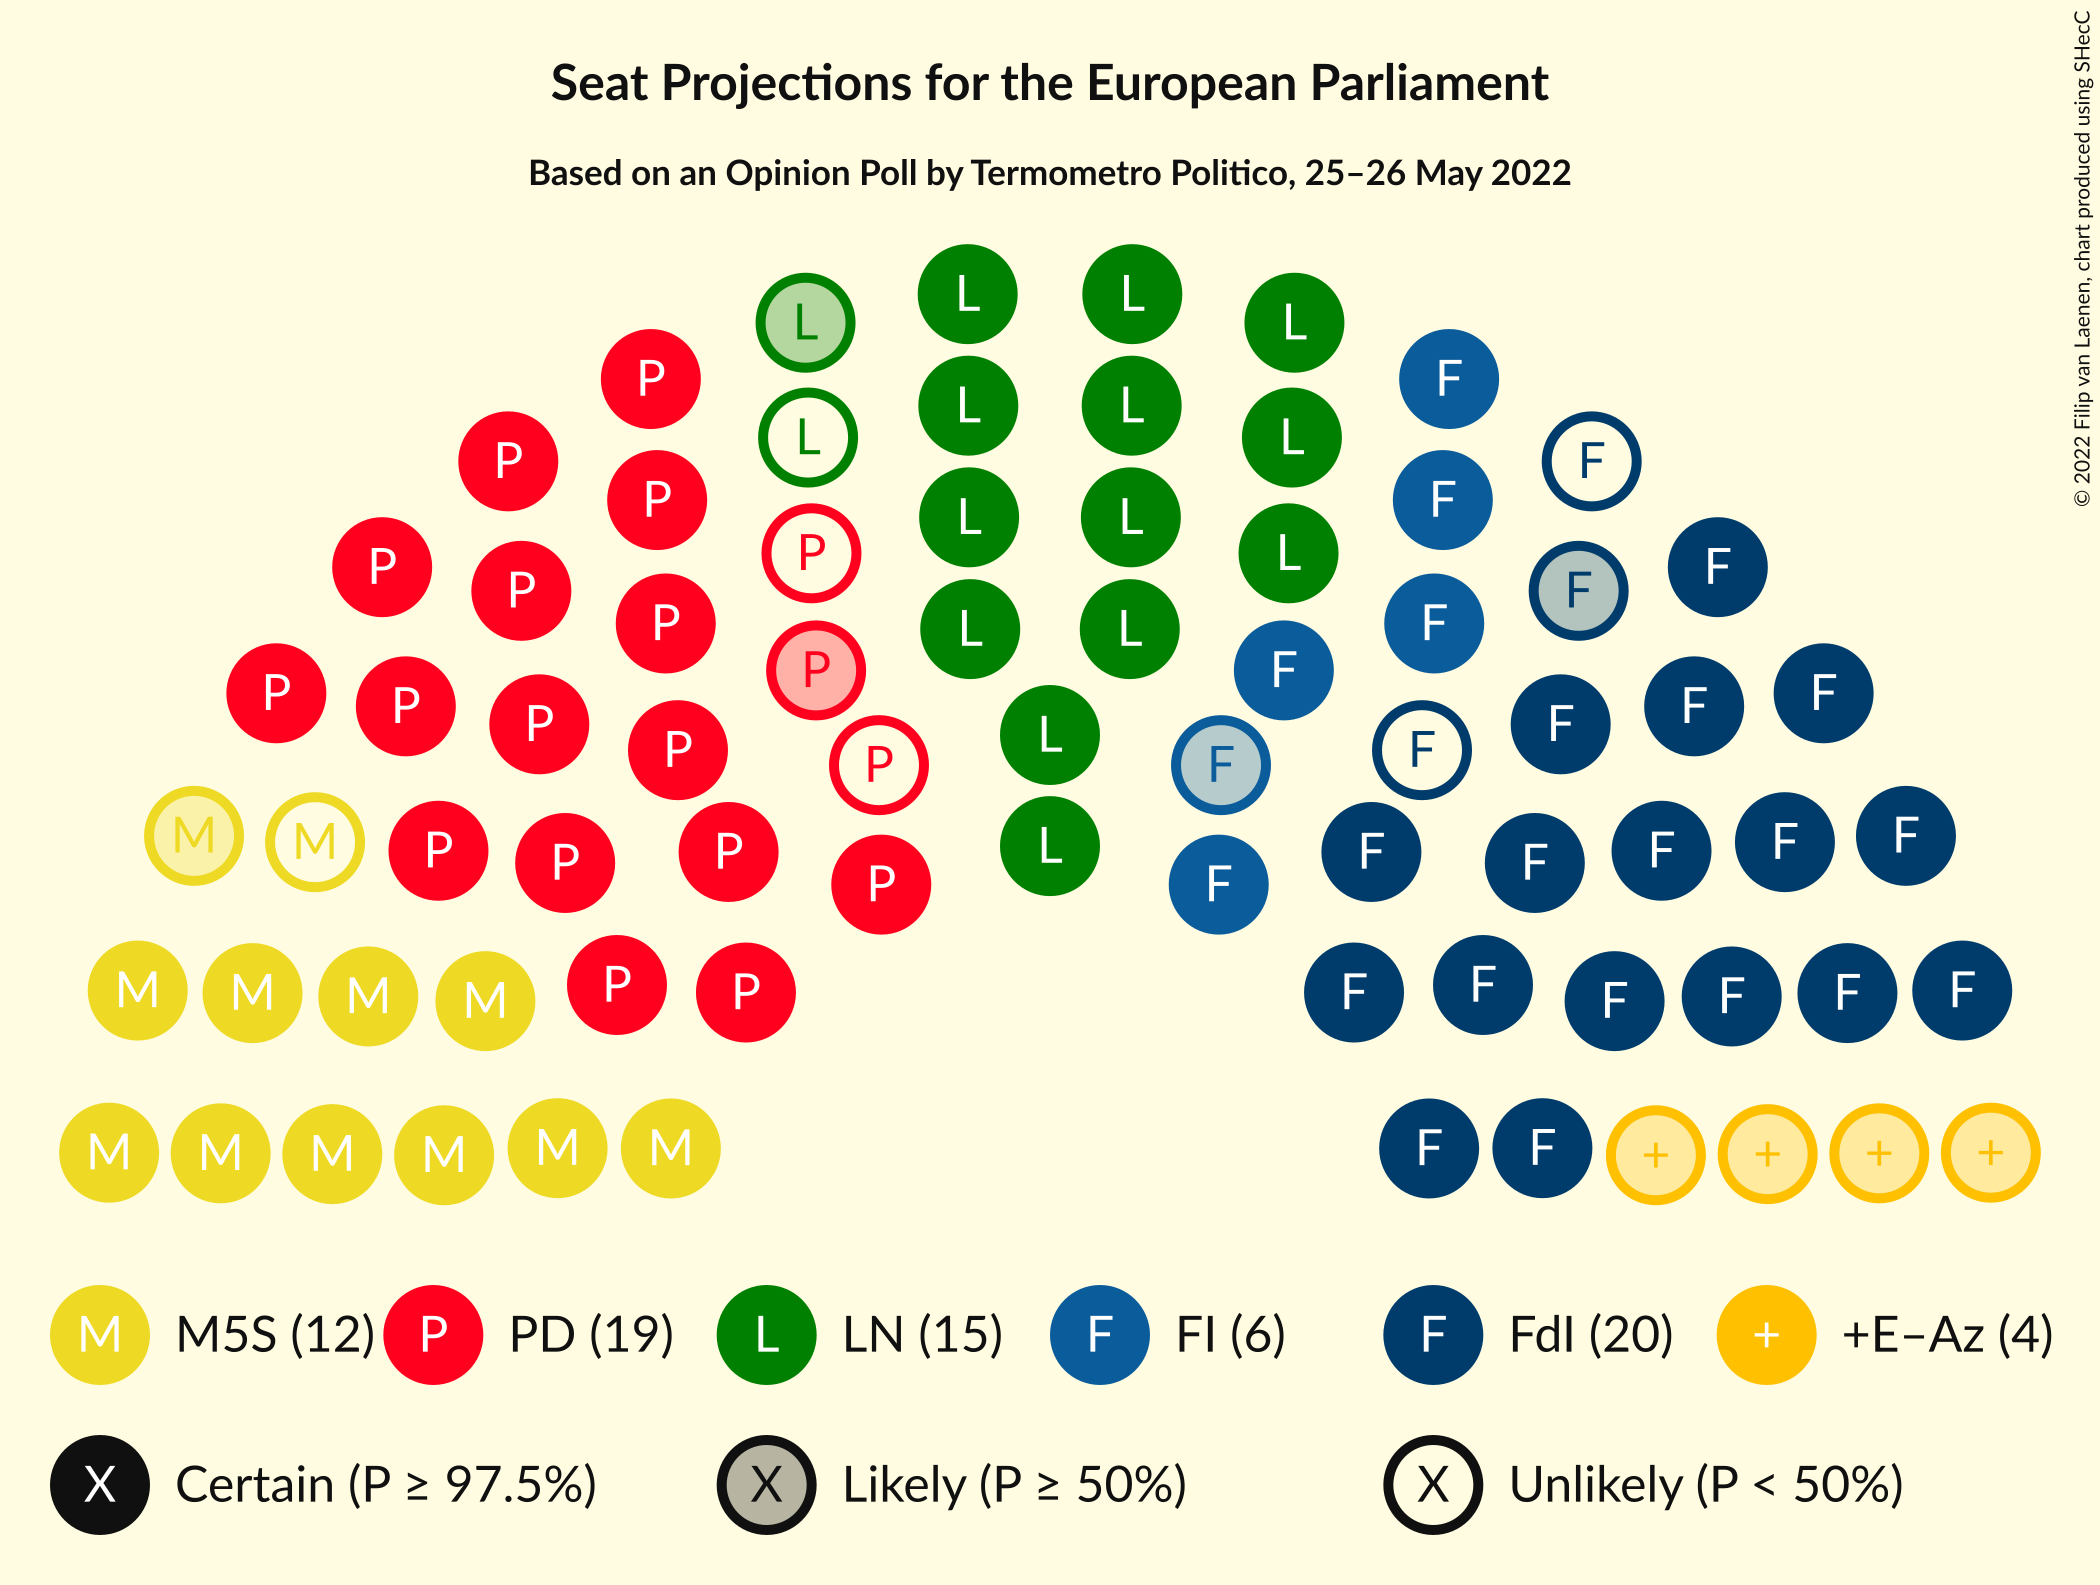 Seat Projections for the European Parliament
Based on an Opinion Poll by Termometro Politico, 25–26 May 2022
© 2022 Filip van Laenen, chart produced using SHecC
L L
L L
P F
L L
L L
P F
P F
L L
P L L F
P F
P F
P F
L L
P L L F
P F
P P F F
P P F F
L
P F
P F
M F
M F
P P P L F F F
P F
P F
M M F F
M M F F
M F
P P F F
M M M M M M F F + + + +
M M5S (12) P PD (19) L LN (15) F FI (6) F FdI (20) + +E–Az (4)
X Certain (P ≥ 97.5%) X Likely (P ≥ 50%) X Unlikely (P < 50%)